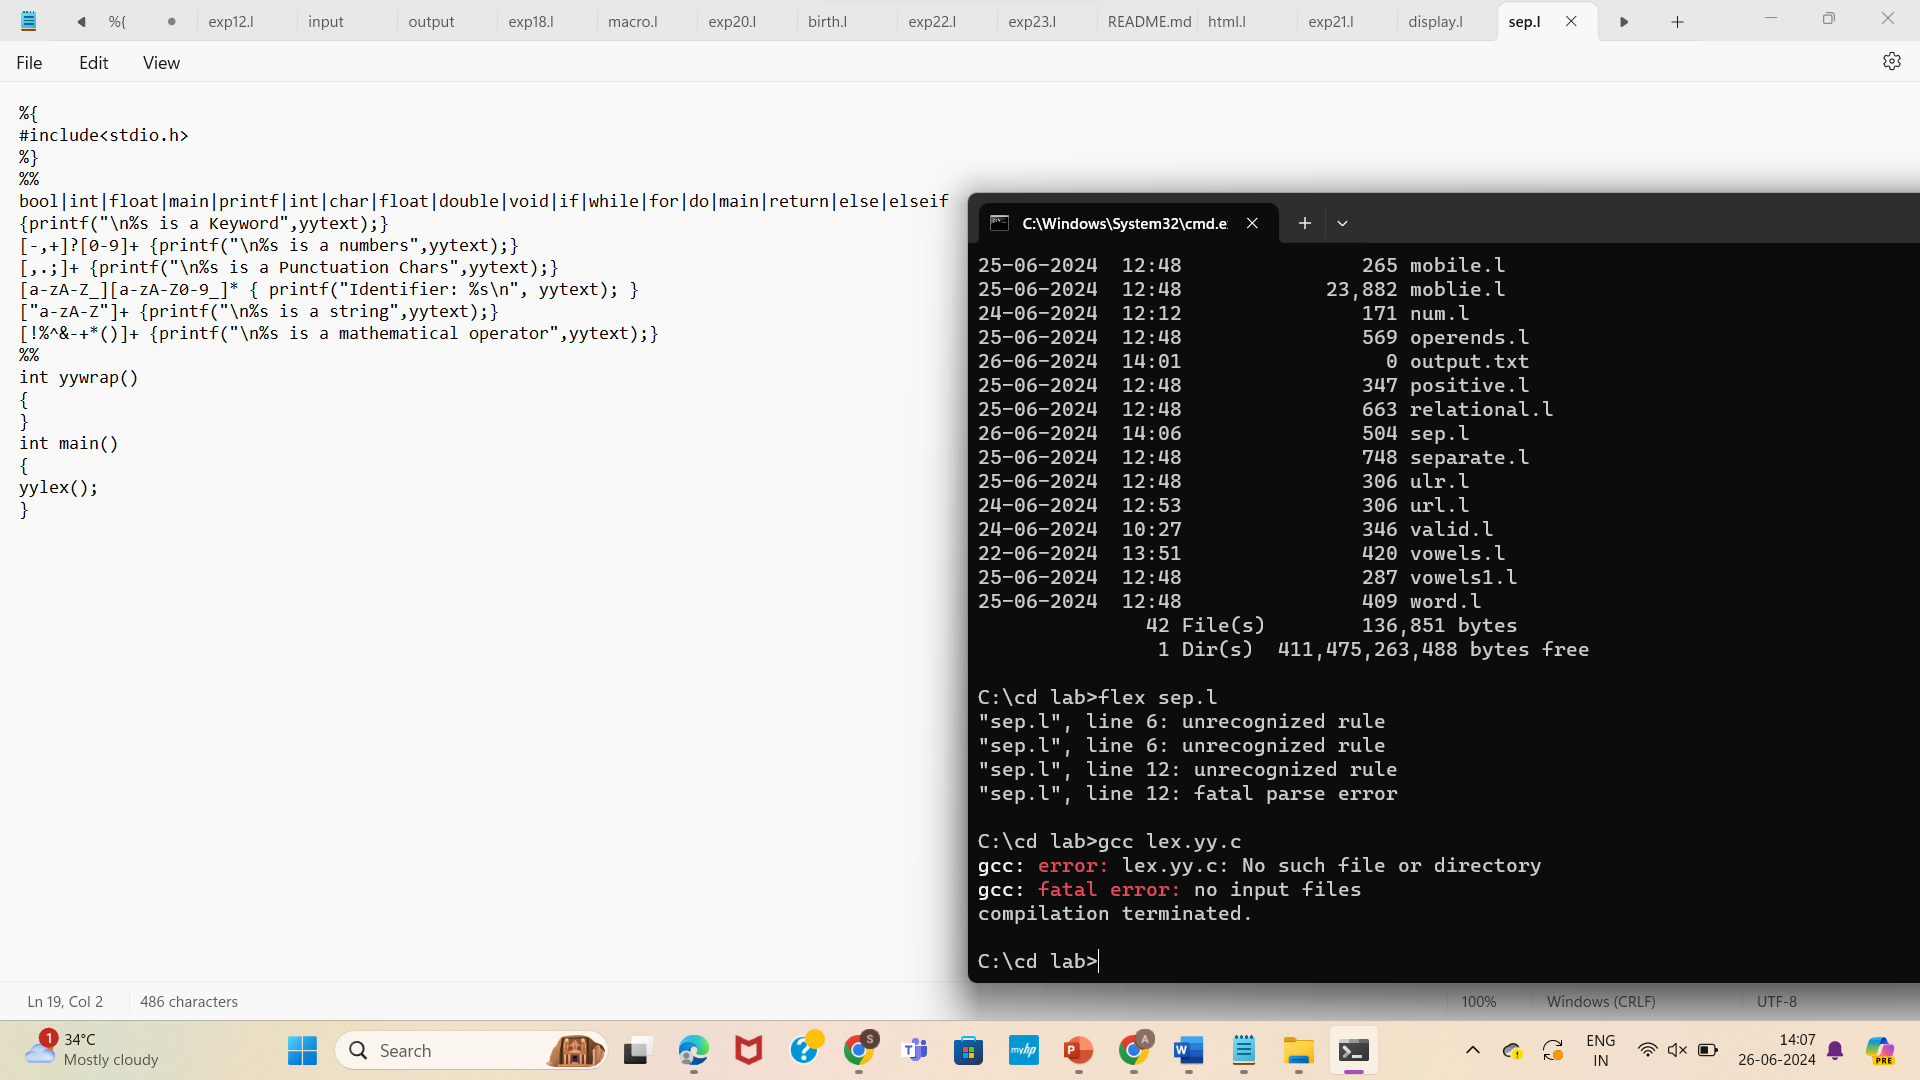 %{
exp12.l
input
output
exp18.l
macro.l
exp20.l
birth.l
exp22.l
exp23.l
README.md
html.l
exp21.l
display.l
sep.l
File
Edit
View
%{
#include<stdio.h>
%}
%%
bool|int|float|main|printf|int|char|float|double|void|if|while|for|do|main|return|else|elseif
{printf("\n%s is a Keyword",yytext);}
[-,+]?[0-9]+ {printf("\n%s is a numbers",yytext);}
[,.;]+ {printf("\n%s is a Punctuation Chars",yytext);}
[a-zA-Z_][a-zA-Z0-9_]* { printf("Identifier: %s\n", yytext); }
["a-zA-Z"]+ {printf("\n%s is a string",yytext);}
[!%^&-+*()]+ {printf("\n%s is a mathematical operator",yytext);}
%%
int yywrap()
{
}
int main()
{
yylex();
}
C:\Windows\System32\cmd.e
25-06-2024  12:48               265 mobile.l
25-06-2024  12:48            23,882 moblie.l
24-06-2024  12:12               171 num.l
25-06-2024  12:48               569 operends.l
26-06-2024  14:01                 0 output.txt
25-06-2024  12:48               347 positive.l
25-06-2024  12:48               663 relational.l
26-06-2024  14:06               504 sep.l
25-06-2024  12:48               748 separate.l
25-06-2024  12:48               306 ulr.l
24-06-2024  12:53               306 url.l
24-06-2024  10:27               346 valid.l
22-06-2024  13:51               420 vowels.l
25-06-2024  12:48               287 vowels1.l
25-06-2024  12:48               409 word.l
42 File(s)        136,851 bytes
1 Dir(s)  411,475,263,488 bytes free
C:\cd lab>flex sep.l
"sep.l", line 6: unrecognized rule
"sep.l", line 6: unrecognized rule
"sep.l", line 12: unrecognized rule
"sep.l", line 12: fatal parse error
C:\cd lab>gcc lex.yy.c
gcc: error: lex.yy.c: No such file or directory
gcc: fatal error: no input files
compilation terminated.
C:\cd lab>
Ln 19, Col 2
486 characters
100%
Windows (CRLF)
UTF-8
1
34°C
Mostly cloudy
Search
S
myhp
A
ENG
IN
14:07
26-06-2024
PRE